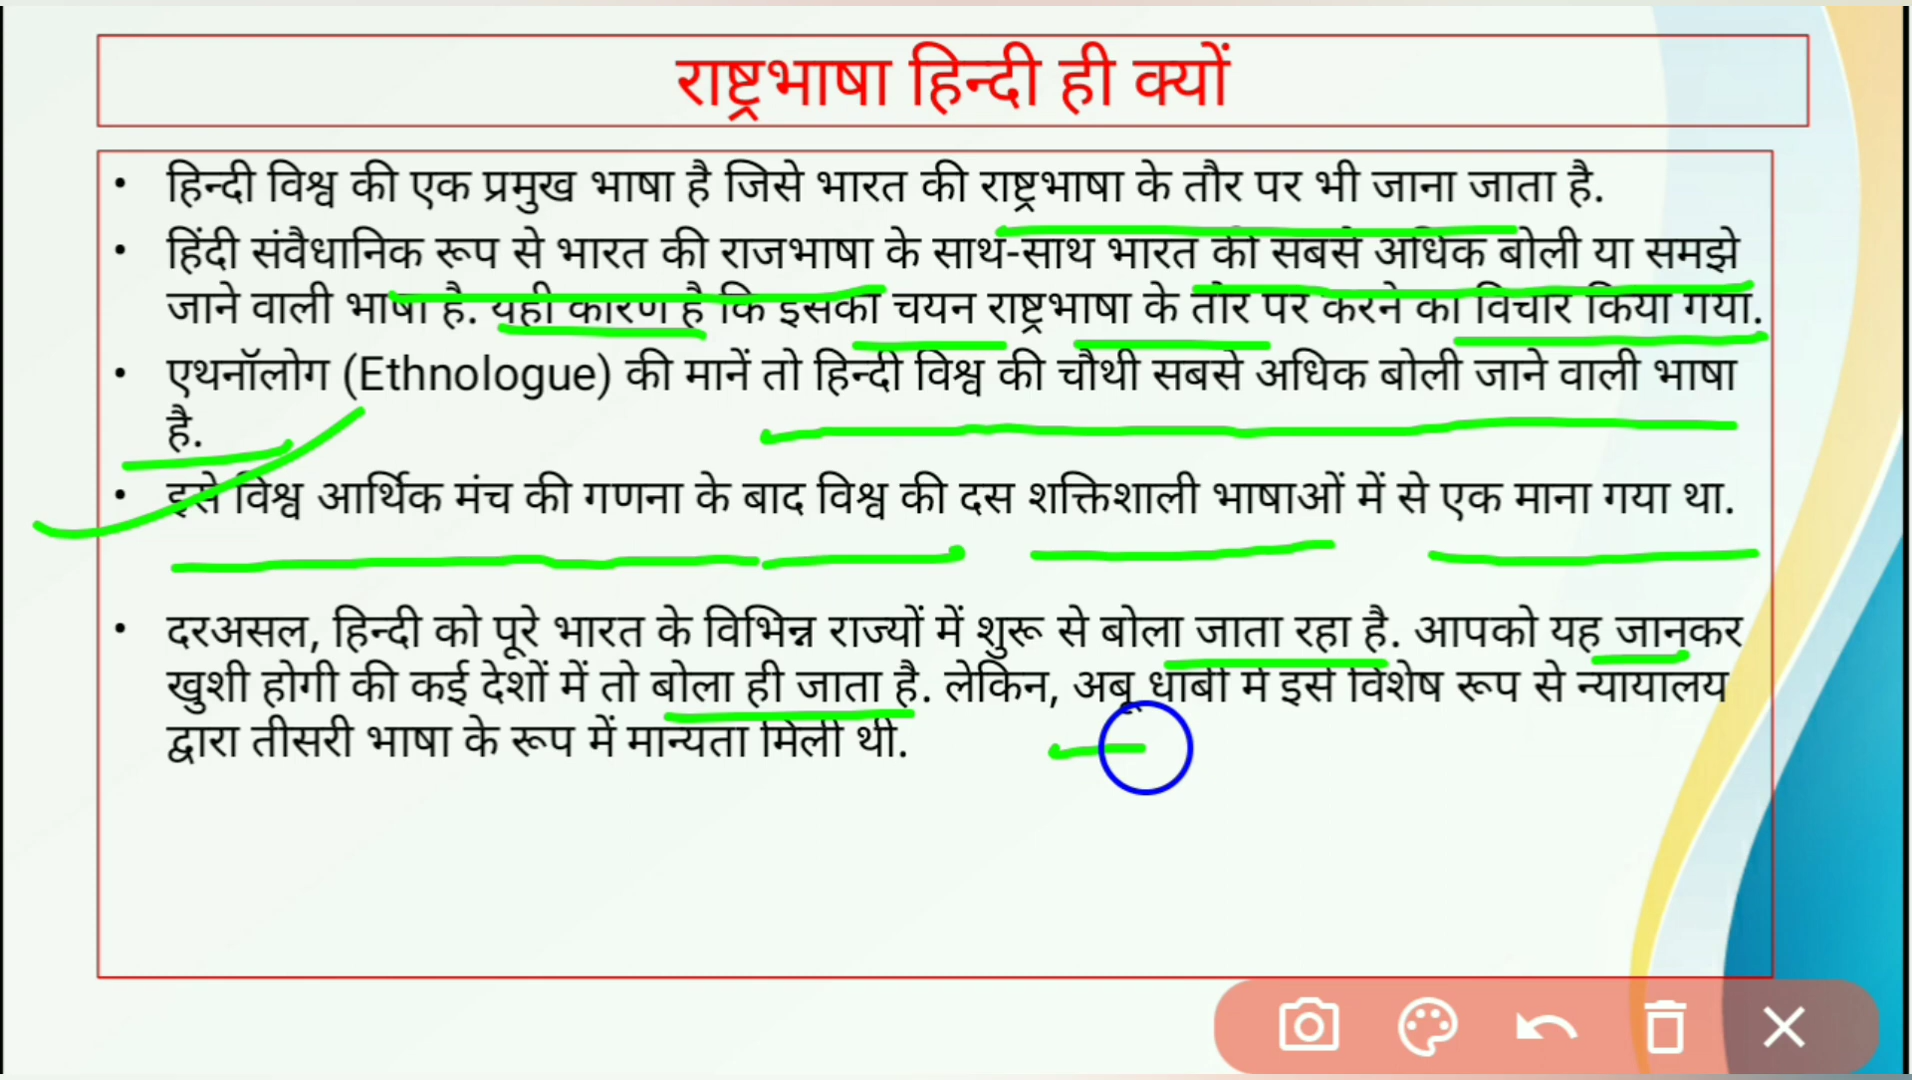 राष्ट्रभाषा हिन्दी ही क्यों
• हिन्दी विश्व की एक प्रमुख भाषा है जिसे भारत की राष्ट्रभाषा के तौर पर भी जाना जाता है.
• हिंदी संवैधानिक रूप से भारत की राजभाषा के साथ-साथ भारत की सबसे अधिक बोली या समझे
जाने वाली भाषा है. यही कारण है कि इसका चयन राष्ट्रभाषा के तौर पर करने का विचार किया गया.
• एथनॉलोग (Ethnologue) की मानें तो हिन्दी विश्व की चौथी सबसे अधिक बोली जाने वाली भाषा
है.
• इसे विश्व आर्थिक मंच की गणना के बाद विश्व की दस शक्तिशाली भाषाओं में से एक माना गया था.
• दरअसल, हिन्दी को पूरे भारत के विभिन्न राज्यों में शुरू से बोला जाता रहा है. आपको यह जानकर
खुशी होगी की कई देशों में तो बोला ही जाता है. लेकिन, अबू धाबी में इसे विशेष रूप से न्यायालय
द्वारा तीसरी भाषा के रूप में मान्यता मिली थी.